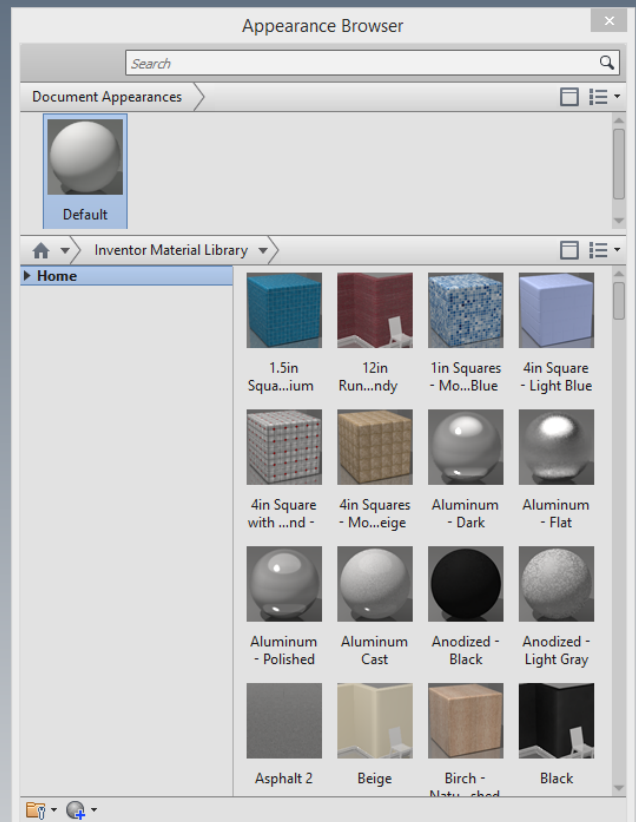 Appearance Browser
Search
Document Appearances
Default
Inventor Material Library
Home
1.5in
Squa...ium
12in
Run...ndy
1in Squares
- Mo...Blue
4in Square
- Light Blue
4in Square
with ...nd -
4in Squares
- Mo...eige
Aluminum
- Dark
Aluminum
- Flat
Aluminum
- Polished
Aluminum
Cast
Anodized -
Black
Anodized -
Light Gray
Asphalt 2
Beige
Birch -
Natu...shed
Black